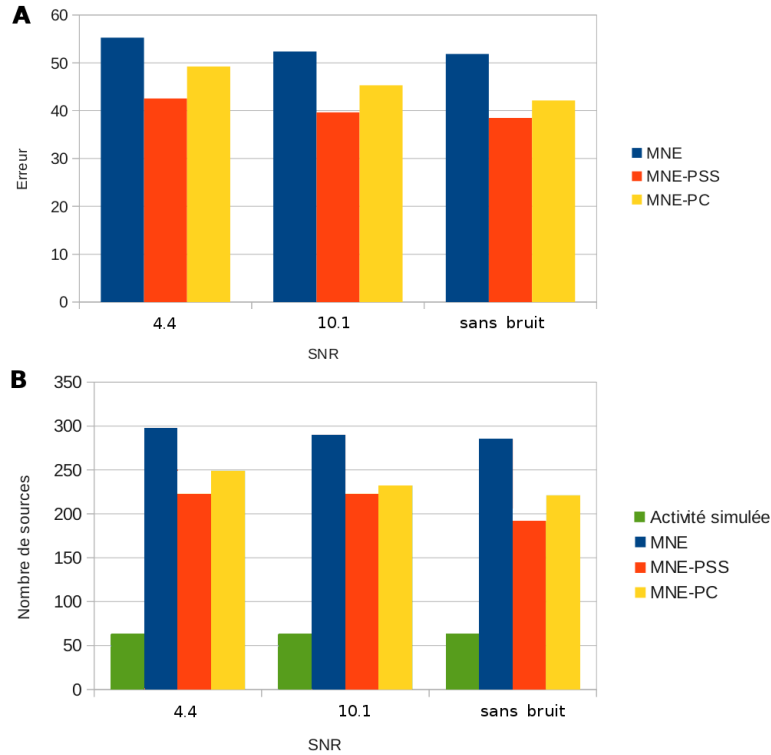 A
60
50
40
30
20
10
0
Erreur
4.4 10.1 sans bruit
SNR
MNE
MNE-PSS
MNE-PC
B
350
300
250
200
150
100
50
0
Nombre de sources
4.4 10.1 sans bruit
SNR
Activité simulée
MNE
MNE-PSS
MNE-PC